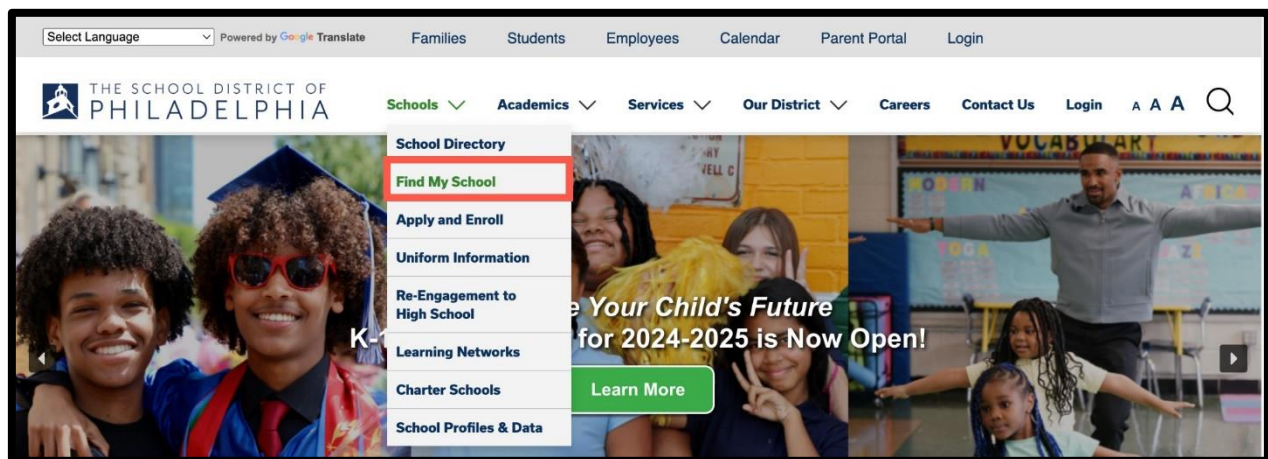 Select Language Powered by Google Translate Families Students Employees Calendar Parent Portal Login
THE SCHOOL DISTRICT OF
PHILADELPHIA
Schools Academics Services Our District Careers Contact Us Login A A A
School Directory
Find My School
Apply and Enroll
Uniform Information
Re-Engagement to
High School
Learning Networks
Charter Schools
School Profiles & Data
Your Child's Future
for 2024-2025 is Now Open!
Learn More
VOCABULARY
MODERN
YOGA